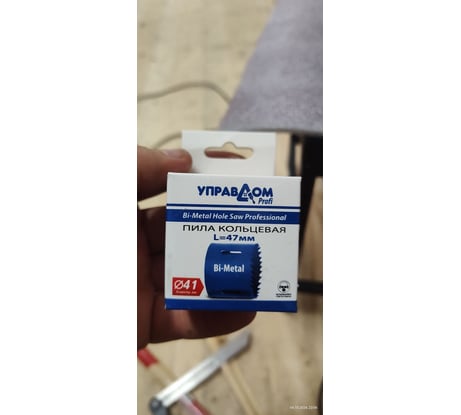 УПРАВДОМ
Profi
Bi-Metal Hole Saw Professional
ПИЛА КОЛЬЦЕВАЯ
L=47мм
Bi-Metal
Ø41